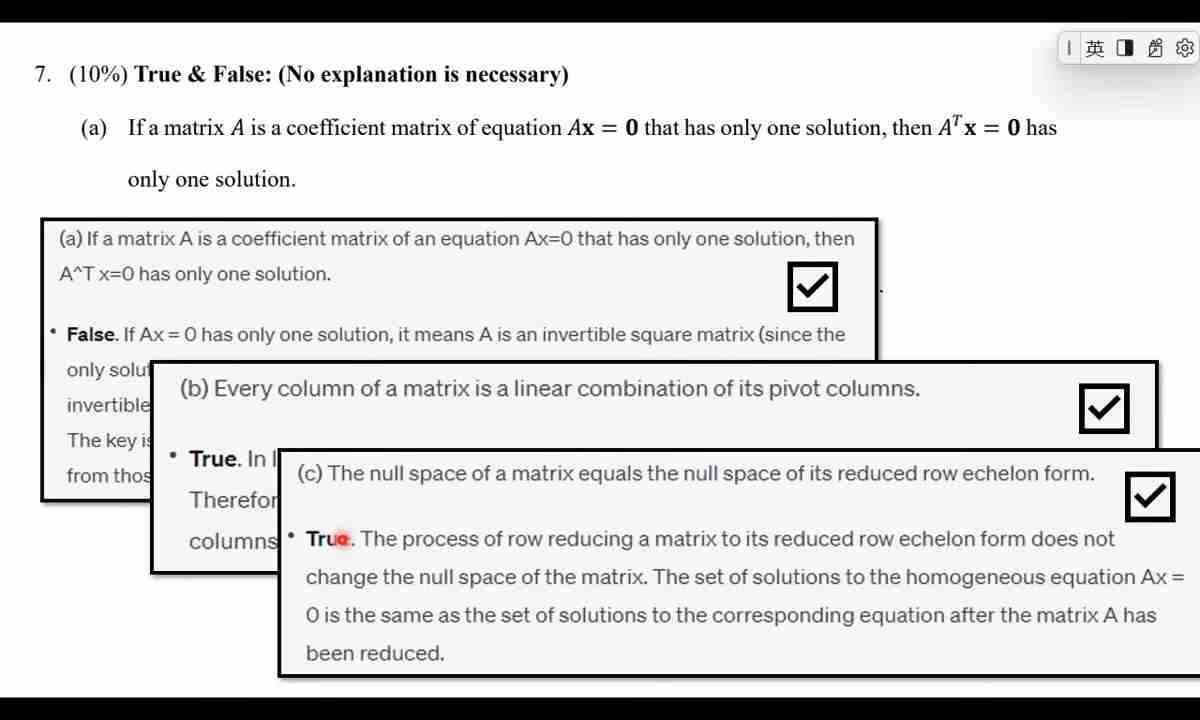 英
7. (10%) True & False: (No explanation is necessary)
(a) If a matrix A is a coefficient matrix of equation Ax = 0 that has only one solution, then Aᵀx = 0 has
only one solution.
(a) If a matrix A is a coefficient matrix of an equation Ax=0 that has only one solution, then
A^T x=0 has only one solution.
• False. If Ax = 0 has only one solution, it means A is an invertible square matrix (since the
only solut
invertible
The key is
from thos
(b) Every column of a matrix is a linear combination of its pivot columns.
• True. In l
Therefor
columns
(c) The null space of a matrix equals the null space of its reduced row echelon form.
• True. The process of row reducing a matrix to its reduced row echelon form does not
change the null space of the matrix. The set of solutions to the homogeneous equation Ax =
0 is the same as the set of solutions to the corresponding equation after the matrix A has
been reduced.